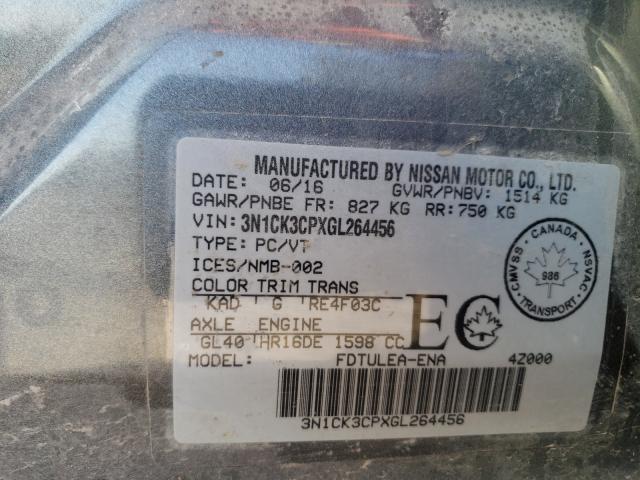 MANUFACTURED BY NISSAN MOTOR CO., LTD.
DATE: 06/16 GVWR/PNBV: 1514 KG
GAWR/PNBE FR: 827 KG RR: 750 KG
VIN: 3N1CK3CPXGL264456
TYPE: PC/VT
ICES/NMB-002
COLOR TRIM TRANS
KAD ' G 'RE4F03C
AXLE ENGINE
GL40 'HR16DE 1598 CC
MODEL: FDTULEA-ENA 4Z000
3N1CK3CPXGL264456
EC
CANADA
CMVSS
NSVAC
986
TRANSPORT